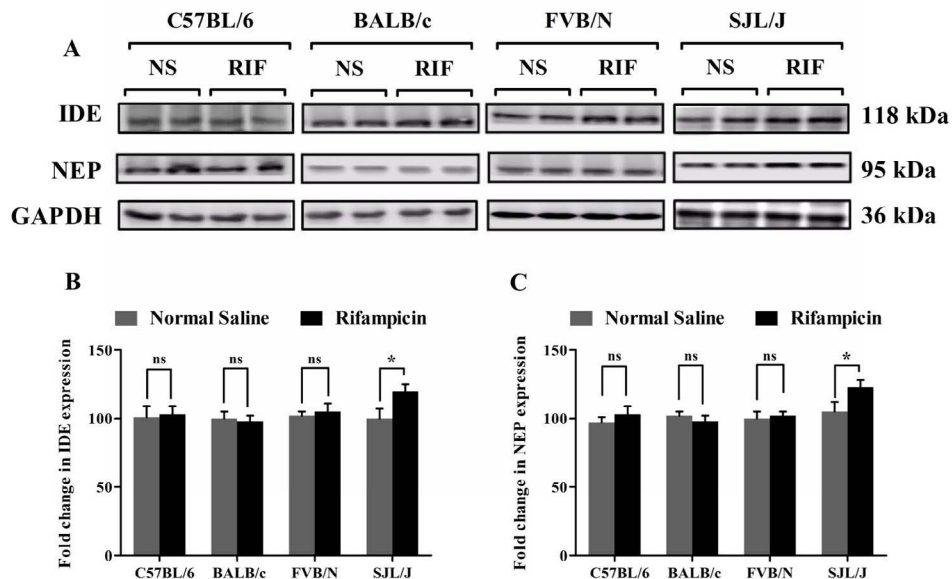 C57BL/6 BALB/c FVB/N SJL/J
A
NS RIF NS RIF NS RIF NS RIF
IDE 118 kDa
NEP 95 kDa
GAPDH 36 kDa
B
Normal Saline Rifampicin
Fold change in IDE expression
150
100
50
0
ns ns ns *
C57BL/6 BALB/c FVB/N SJL/J
C
Normal Saline Rifampicin
Fold change in NEP expression
150
100
50
0
ns ns ns *
C57BL/6 BALB/c FVB/N SJL/J